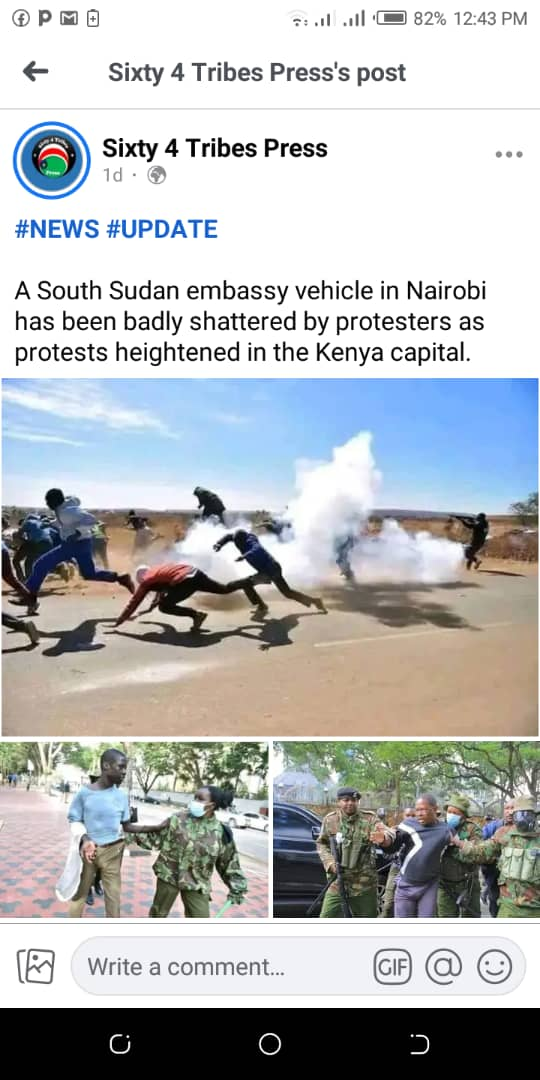 82% 12:43 PM
Sixty 4 Tribes Press's post
Sixty 4 Tribes Press
1d ·
#NEWS #UPDATE
A South Sudan embassy vehicle in Nairobi
has been badly shattered by protesters as
protests heightened in the Kenya capital.
Write a comment...
GIF